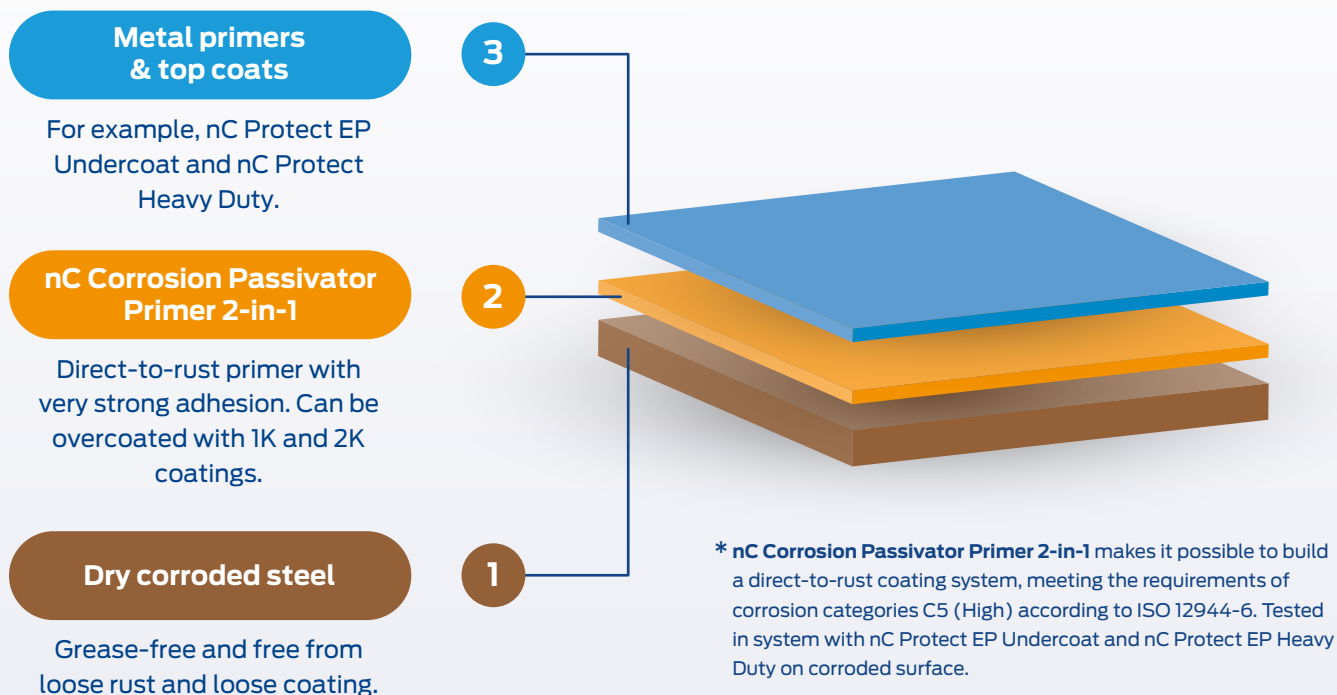 Metal primers
& top coats
3
For example, nC Protect EP
Undercoat and nC Protect
Heavy Duty.
nC Corrosion Passivator
Primer 2-in-1
2
Direct-to-rust primer with
very strong adhesion. Can be
overcoated with 1K and 2K
coatings.
Dry corroded steel
1
Grease-free and free from
loose rust and loose coating.
* nC Corrosion Passivator Primer 2-in-1 makes it possible to build
a direct-to-rust coating system, meeting the requirements of
corrosion categories C5 (High) according to ISO 12944-6. Tested
in system with nC Protect EP Undercoat and nC Protect EP Heavy
Duty on corroded surface.